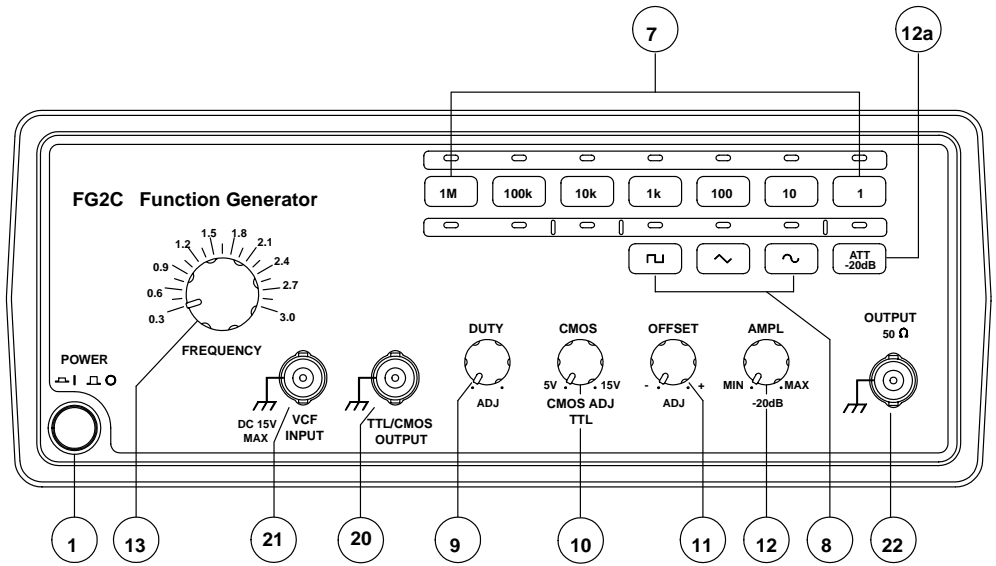 7
12a
1M 100k 10k 1k 100 10 1
FG2C Function Generator
ATT
-20dB
0.3 0.6 0.9 1.2 1.5 1.8 2.1 2.4 2.7 3.0
FREQUENCY
POWER
DUTY
ADJ
CMOS
5V 15V
CMOS ADJ
TTL
OFFSET
- +
ADJ
AMPL
MIN MAX
-20dB
OUTPUT
50 Ω
DC 15V
MAX
VCF
INPUT
TTL/CMOS
OUTPUT
1 13 21 20 9 10 11 12 8 22